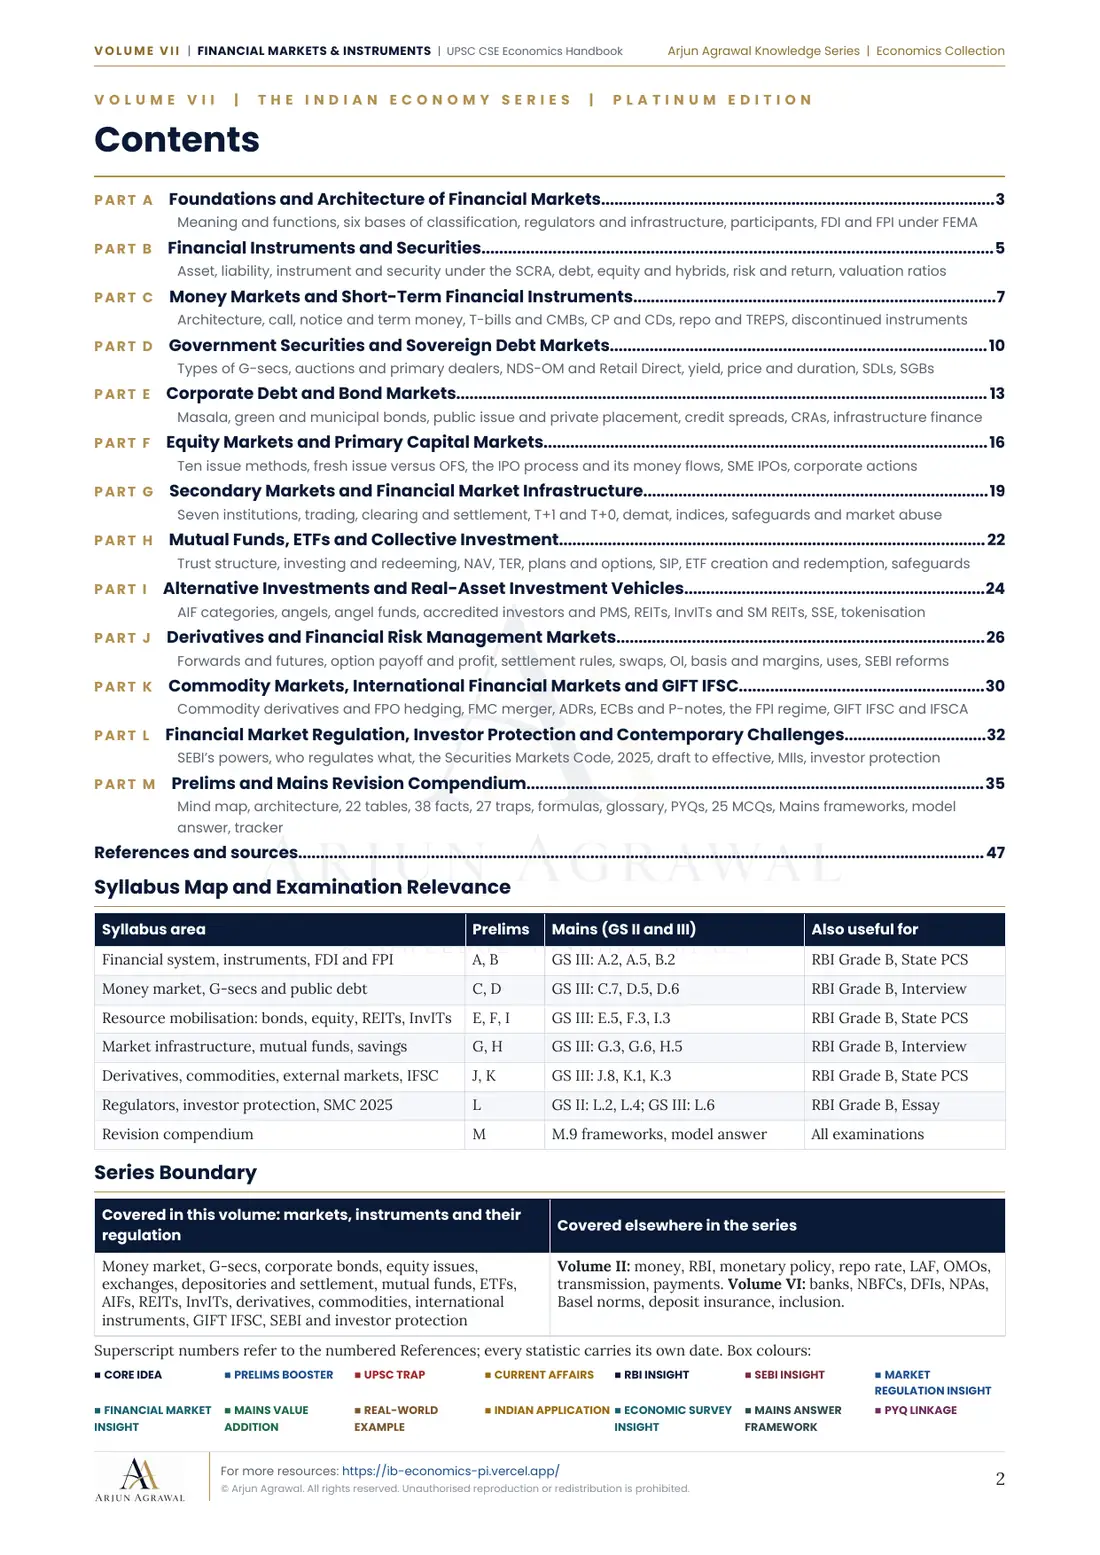 VOLUME VII | FINANCIAL MARKETS & INSTRUMENTS | UPSC CSE Economics Handbook
Arjun Agrawal Knowledge Series | Economics Collection
VOLUME VII | THE INDIAN ECONOMY SERIES | PLATINUM EDITION
Contents
PART A Foundations and Architecture of Financial Markets 3
Meaning and functions, six bases of classification, regulators and infrastructure, participants, FDI and FPI under FEMA
PART B Financial Instruments and Securities 5
Asset, liability, instrument and security under the SCRA, debt, equity and hybrids, risk and return, valuation ratios
PART C Money Markets and Short-Term Financial Instruments 7
Architecture, call, notice and term money, T-bills and CMBs, CP and CDs, repo and TREPS, discontinued instruments
PART D Government Securities and Sovereign Debt Markets 10
Types of G-secs, auctions and primary dealers, NDS-OM and Retail Direct, yield, price and duration, SDLs, SGBs
PART E Corporate Debt and Bond Markets 13
Masala, green and municipal bonds, public issue and private placement, credit spreads, CRAs, infrastructure finance
PART F Equity Markets and Primary Capital Markets 16
Ten issue methods, fresh issue versus OFS, the IPO process and its money flows, SME IPOs, corporate actions
PART G Secondary Markets and Financial Market Infrastructure 19
Seven institutions, trading, clearing and settlement, T+1 and T+0, demat, indices, safeguards and market abuse
PART H Mutual Funds, ETFs and Collective Investment 22
Trust structure, investing and redeeming, NAV, TER, plans and options, SIP, ETF creation and redemption, safeguards
PART I Alternative Investments and Real-Asset Investment Vehicles 24
AIF categories, angels, angel funds, accredited investors and PMS, REITs, InvITs and SM REITs, SSE, tokenisation
PART J Derivatives and Financial Risk Management Markets 26
Forwards and futures, option payoff and profit, settlement rules, swaps, OI, basis and margins, uses, SEBI reforms
PART K Commodity Markets, International Financial Markets and GIFT IFSC 30
Commodity derivatives and FPO hedging, FMC merger, ADRs, ECBs and P-notes, the FPI regime, GIFT IFSC and IFSCA
PART L Financial Market Regulation, Investor Protection and Contemporary Challenges 32
SEBI's powers, who regulates what, the Securities Markets Code, 2025, draft to effective, MIIs, investor protection
PART M Prelims and Mains Revision Compendium 35
Mind map, architecture, 22 tables, 38 facts, 27 traps, formulas, glossary, PYQs, 25 MCQs, Mains frameworks, model
answer, tracker
References and sources 47
ARJUN AGRAWAL
Syllabus Map and Examination Relevance
Syllabus area | Prelims | Mains (GS II and III) | Also useful for
Financial system, instruments, FDI and FPI | A, B | GS III: A.2, A.5, B.2 | RBI Grade B, State PCS
Money market, G-secs and public debt | C, D | GS III: C.7, D.5, D.6 | RBI Grade B, Interview
Resource mobilisation: bonds, equity, REITs, InvITs | E, F, I | GS III: E.5, F.3, I.3 | RBI Grade B, State PCS
Market infrastructure, mutual funds, savings | G, H | GS III: G.3, G.6, H.5 | RBI Grade B, Interview
Derivatives, commodities, external markets, IFSC | J, K | GS III: J.8, K.1, K.3 | RBI Grade B, State PCS
Regulators, investor protection, SMC 2025 | L | GS II: L.2, L.4; GS III: L.6 | RBI Grade B, Essay
Revision compendium | M | M.9 frameworks, model answer | All examinations
Series Boundary
Covered in this volume: markets, instruments and their
regulation
Covered elsewhere in the series
Money market, G-secs, corporate bonds, equity issues,
exchanges, depositories and settlement, mutual funds, ETFs,
AIFs, REITs, InvITs, derivatives, commodities, international
instruments, GIFT IFSC, SEBI and investor protection
Volume II: money, RBI, monetary policy, repo rate, LAF, OMOs,
transmission, payments. Volume VI: banks, NBFCs, DFIs, NPAs,
Basel norms, deposit insurance, inclusion.
Superscript numbers refer to the numbered References; every statistic carries its own date. Box colours:
■ CORE IDEA ■ PRELIMS BOOSTER ■ UPSC TRAP ■ CURRENT AFFAIRS ■ RBI INSIGHT ■ SEBI INSIGHT ■ MARKET
REGULATION INSIGHT
■ FINANCIAL MARKET ■ MAINS VALUE ■ REAL-WORLD ■ INDIAN APPLICATION ■ ECONOMIC SURVEY ■ MAINS ANSWER ■ PYQ LINKAGE
INSIGHT ADDITION EXAMPLE INSIGHT FRAMEWORK
ARJUN AGRAWAL
For more resources: https://ib-economics-pi.vercel.app/
© Arjun Agrawal. All rights reserved. Unauthorised reproduction or redistribution is prohibited.
2